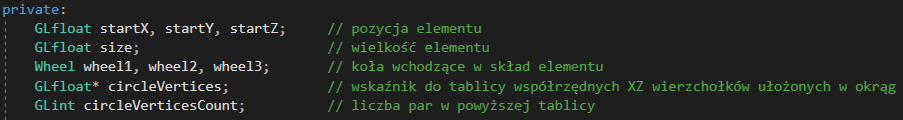 private:
GLfloat startX, startY, startZ; // pozycja elementu
GLfloat size; // wielkość elementu
Wheel wheel1, wheel2, wheel3; // koła wchodzące w skład elementu
GLfloat* circleVertices; // wskaźnik do tablicy współrzędnych XZ wierzchołków ułożonych w okrąg
GLint circleVerticesCount; // liczba par w powyższej tablicy